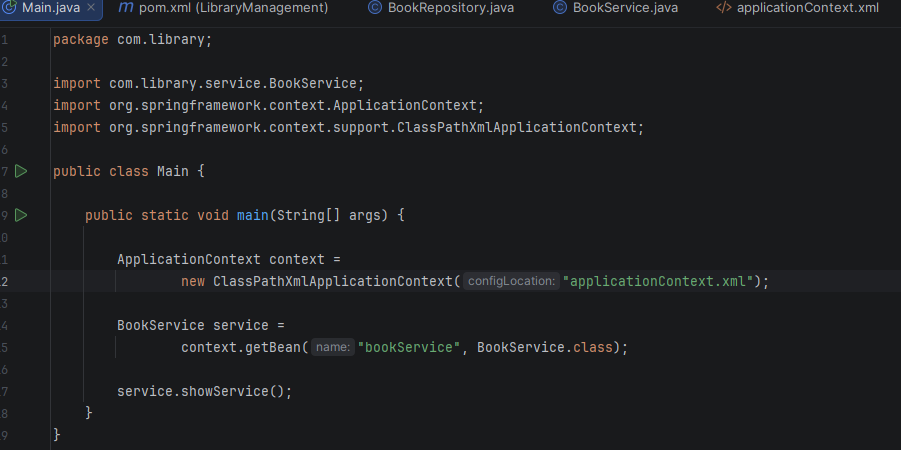 Main.java × m pom.xml (LibraryManagement) © BookRepository.java © BookService.java </> applicationContext.xml
1 package com.library;
2
3 import com.library.service.BookService;
4 import org.springframework.context.ApplicationContext;
5 import org.springframework.context.support.ClassPathXmlApplicationContext;
6
7 public class Main {
8
9 public static void main(String[] args) {
0
1 ApplicationContext context =
2 new ClassPathXmlApplicationContext( configLocation: "applicationContext.xml");
3
4 BookService service =
5 context.getBean( name: "bookService", BookService.class);
6
7 service.showService();
8 }
9 }